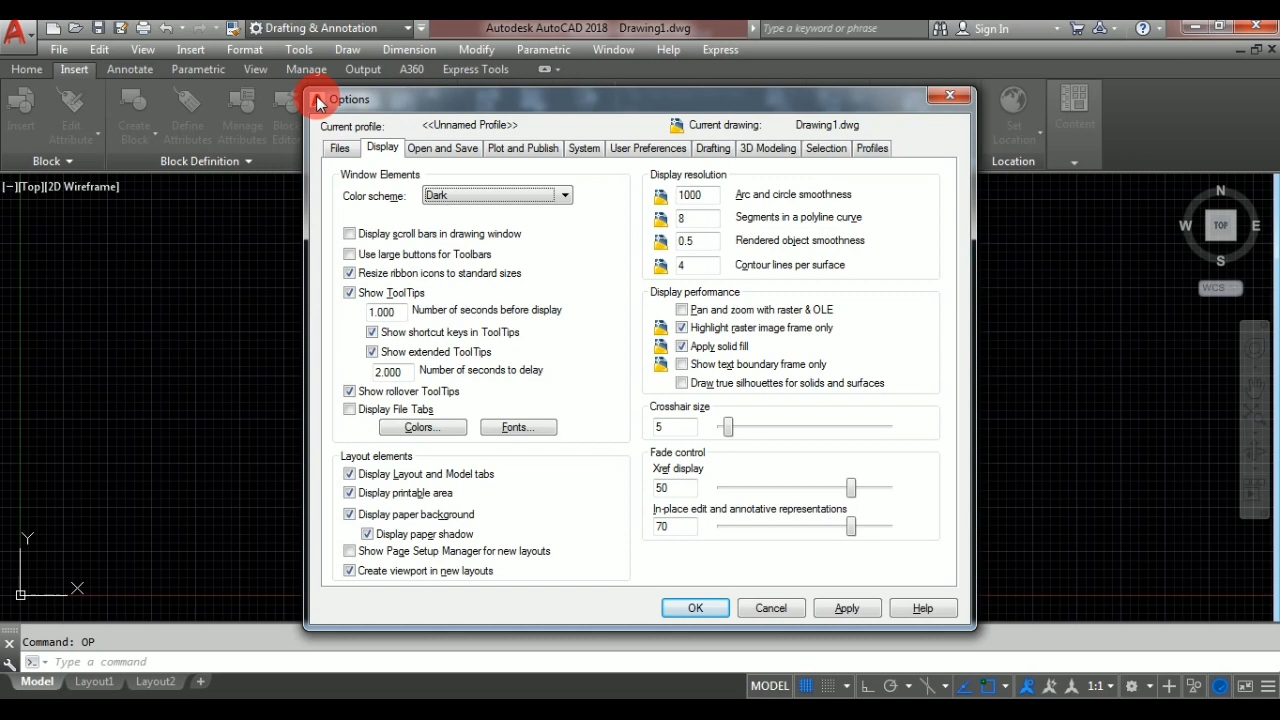 Drafting & Annotation
Autodesk AutoCAD 2018 Drawing1.dwg
Type a keyword or phrase
Sign In
File Edit View Insert Format Tools Draw Dimension Modify Parametric Window Help Express
Home Insert Annotate Parametric View Manage Output A360 Express Tools
Insert
Edit
Attributes
Create
Block
Define
Attributes
Manage
Attributes
Block
Set
Location
Content
Block
Block Definition
Location
[−][Top][2D Wireframe]
Options
Current profile: <<Unnamed Profile>> Current drawing: Drawing1.dwg
Files Display Open and Save Plot and Publish System User Preferences Drafting 3D Modeling Selection Profiles
Window Elements
Color scheme: Dark
Display scroll bars in drawing window
Use large buttons for Toolbars
Resize ribbon icons to standard sizes
Show ToolTips
1.000 Number of seconds before display
Show shortcut keys in ToolTips
Show extended ToolTips
2.000 Number of seconds to delay
Show rollover ToolTips
Display File Tabs
Colors... Fonts...
Layout elements
Display Layout and Model tabs
Display printable area
Display paper background
Display paper shadow
Show Page Setup Manager for new layouts
Create viewport in new layouts
Display resolution
1000 Arc and circle smoothness
8 Segments in a polyline curve
0.5 Rendered object smoothness
4 Contour lines per surface
Display performance
Pan and zoom with raster & OLE
Highlight raster image frame only
Apply solid fill
Show text boundary frame only
Draw true silhouettes for solids and surfaces
Crosshair size
5
Fade control
Xref display
50
In-place edit and annotative representations
70
OK Cancel Apply Help
N
W TOP E
S
WCS
Y
X
Command: OP
Type a command
Model Layout1 Layout2 +
MODEL 1:1